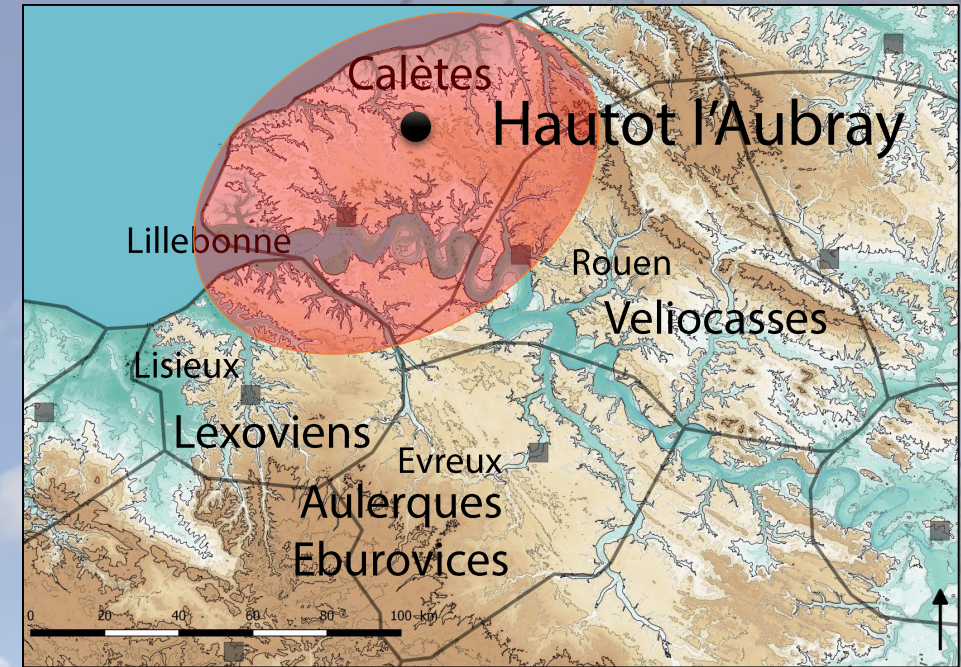 Calètes
Hautot l'Aubray
Lillebonne
Rouen
Veliocasses
Lisieux
Lexoviens
Evreux
Aulerques
Eburovices
0 20 40 60 80 100 km